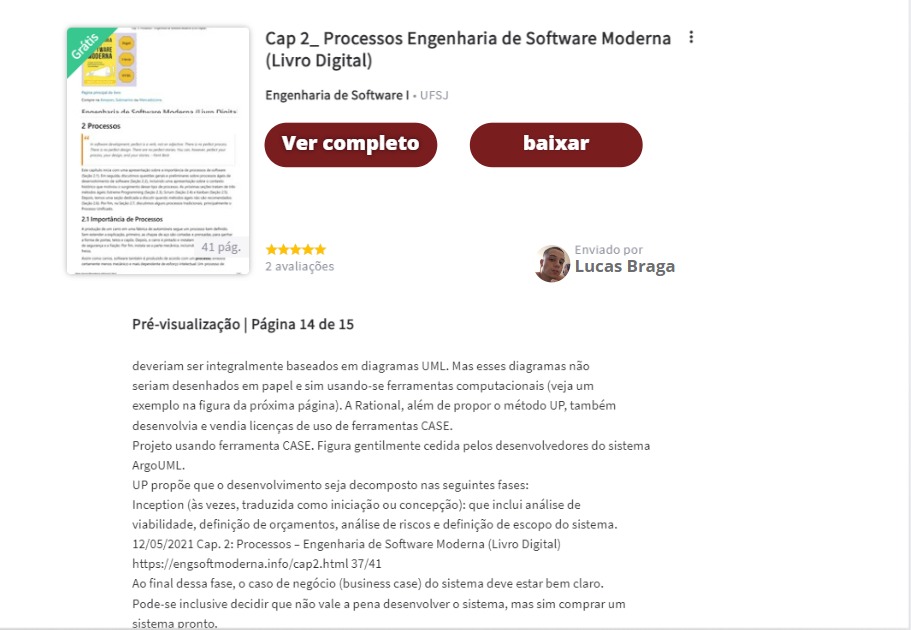 Grátis
Cap 2_ Processos Engenharia de Software Moderna
(Livro Digital)
Engenharia de Software I • UFSJ
Ver completo
baixar
2 Processos
2.1 Importância de Processos
41 pág.
2 avaliações
Enviado por
Lucas Braga
Pré-visualização | Página 14 de 15
deveriam ser integralmente baseados em diagramas UML. Mas esses diagramas não
seriam desenhados em papel e sim usando-se ferramentas computacionais (veja um
exemplo na figura da próxima página). A Rational, além de propor o método UP, também
desenvolvia e vendia licenças de uso de ferramentas CASE.
Projeto usando ferramenta CASE. Figura gentilmente cedida pelos desenvolvedores do sistema
ArgoUML.
UP propõe que o desenvolvimento seja decomposto nas seguintes fases:
Inception (às vezes, traduzida como iniciação ou concepção): que inclui análise de
viabilidade, definição de orçamentos, análise de riscos e definição de escopo do sistema.
12/05/2021 Cap. 2: Processos – Engenharia de Software Moderna (Livro Digital)
https://engsoftmoderna.info/cap2.html 37/41
Ao final dessa fase, o caso de negócio (business case) do sistema deve estar bem claro.
Pode-se inclusive decidir que não vale a pena desenvolver o sistema, mas sim comprar um
sistema pronto.